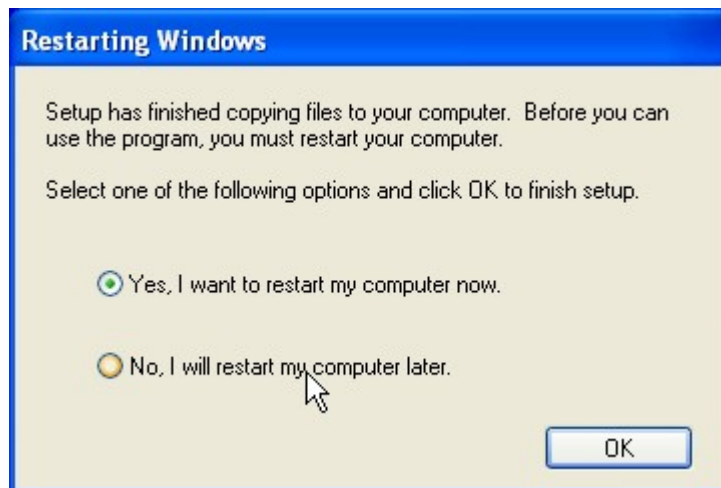 Restarting Windows
Setup has finished copying files to your computer.  Before you can
use the program, you must restart your computer.
Select one of the following options and click OK to finish setup.
Yes, I want to restart my computer now.
No, I will restart my computer later.
OK